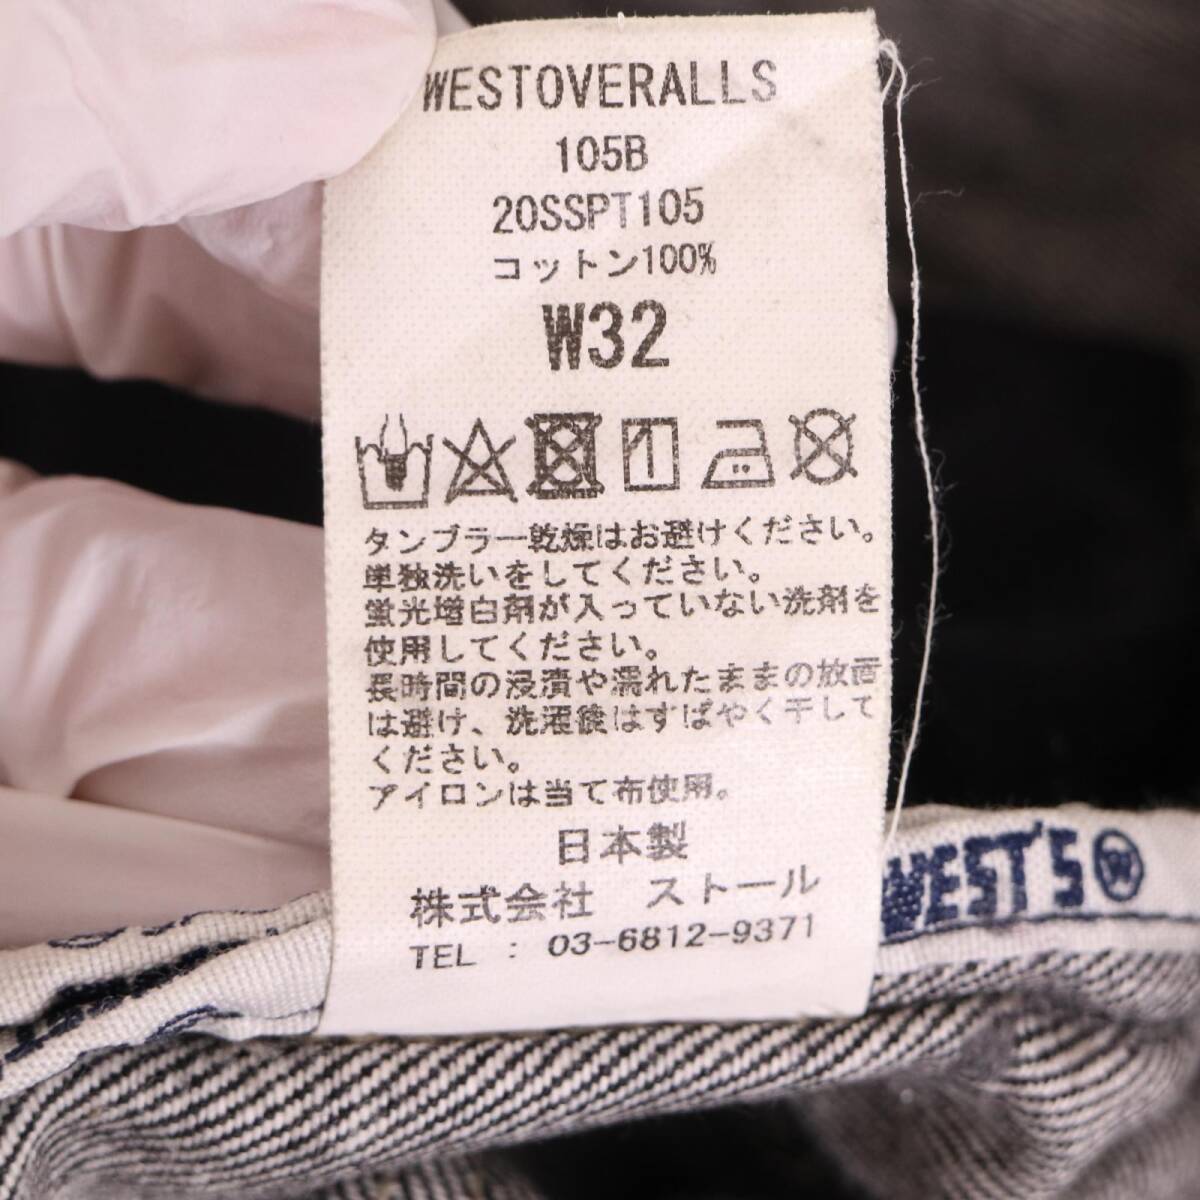 WESTOVERALLS
105B
20SSPT105
コットン100%
W32
タンブラー乾燥はお避けください。
単独洗いをしてください。
蛍光増白剤が入っていない洗剤を
使用してください。
長時間の浸漬や濡れたままの放置
は避け、洗濯後はすばやく干して
ください。
アイロンは当て布使用。
日本製
株式会社 ストール
TEL : 03-6812-9371
WEST'S W